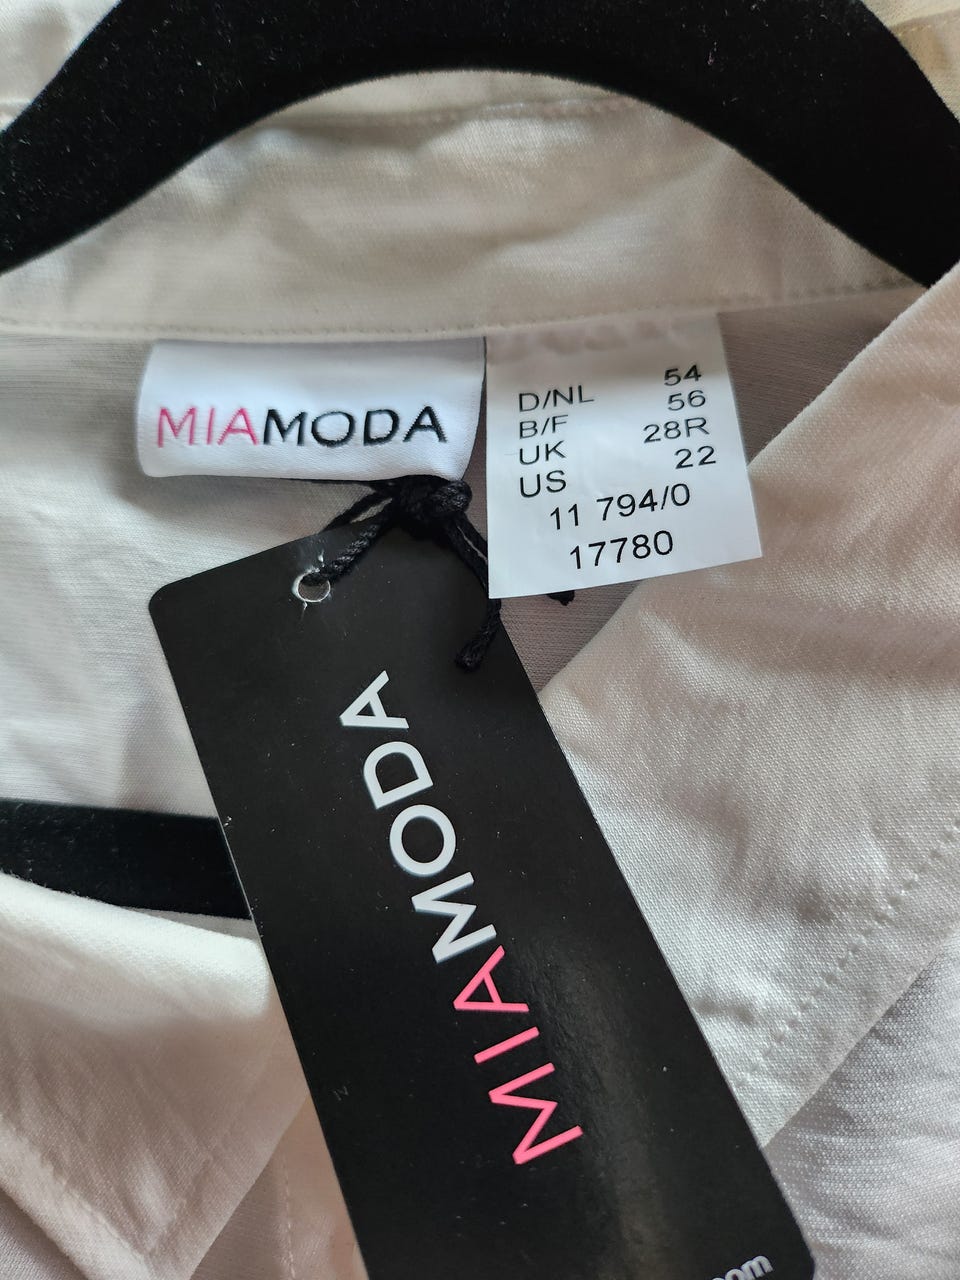 MIAMODA
D/NL 54
B/F 56
UK 28R
US 22
11 794/0
17780
MIAMODA